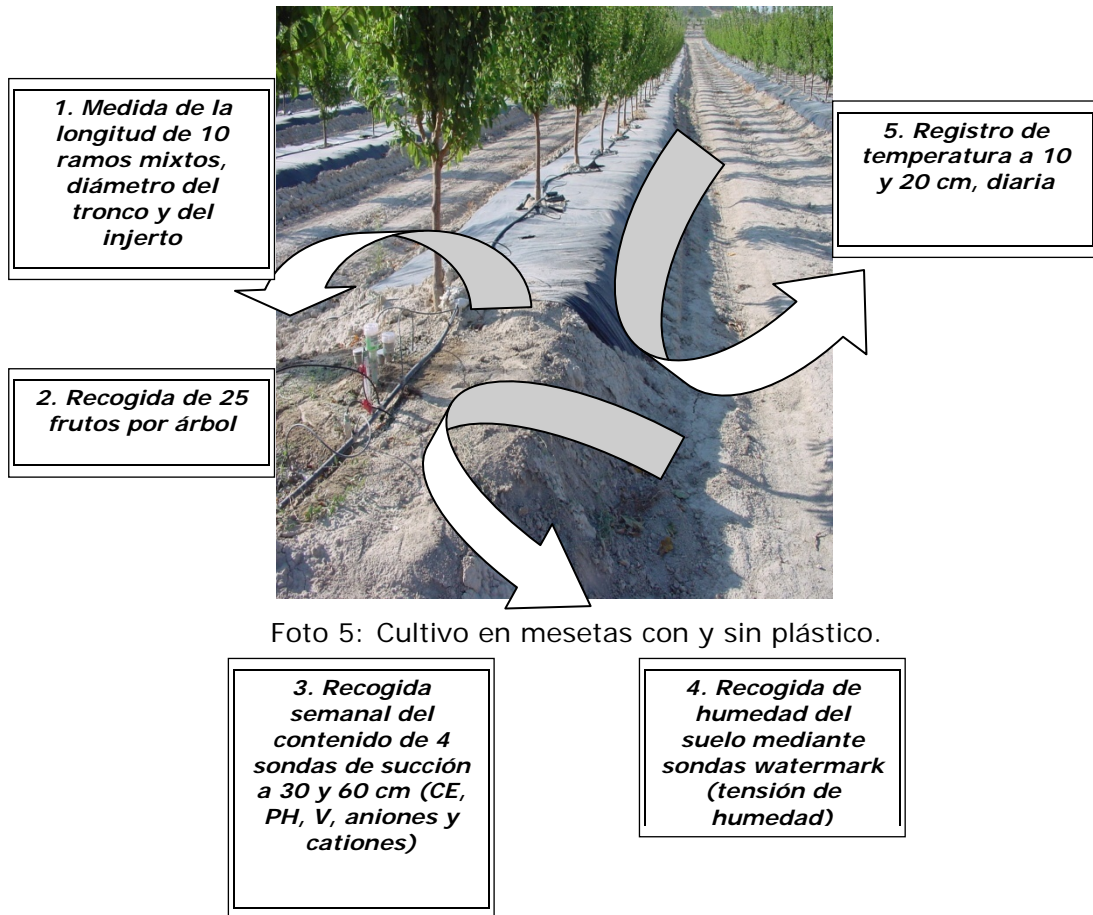 1. Medida de la
longitud de 10
ramos mixtos,
diámetro del
tronco y del
injerto
2. Recogida de 25
frutos por árbol
5. Registro de
temperatura a 10
y 20 cm, diaria
Foto 5: Cultivo en mesetas con y sin plástico.
3. Recogida
semanal del
contenido de 4
sondas de succión
a 30 y 60 cm (CE,
PH, V, aniones y
cationes)
4. Recogida de
humedad del
suelo mediante
sondas watermark
(tensión de
humedad)